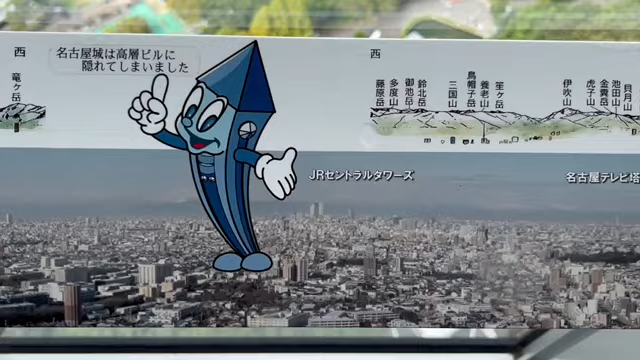 西
竜ヶ岳
名古屋城は高層ビルに
隠れてしまいました
西
藤原岳
多度山
御池岳
鈴北岳
三国山
烏帽子岳
養老山
笙ヶ岳
伊吹山
虎子山
金糞岳
池田山
貝月山
JRセントラルタワーズ
名古屋テレビ塔